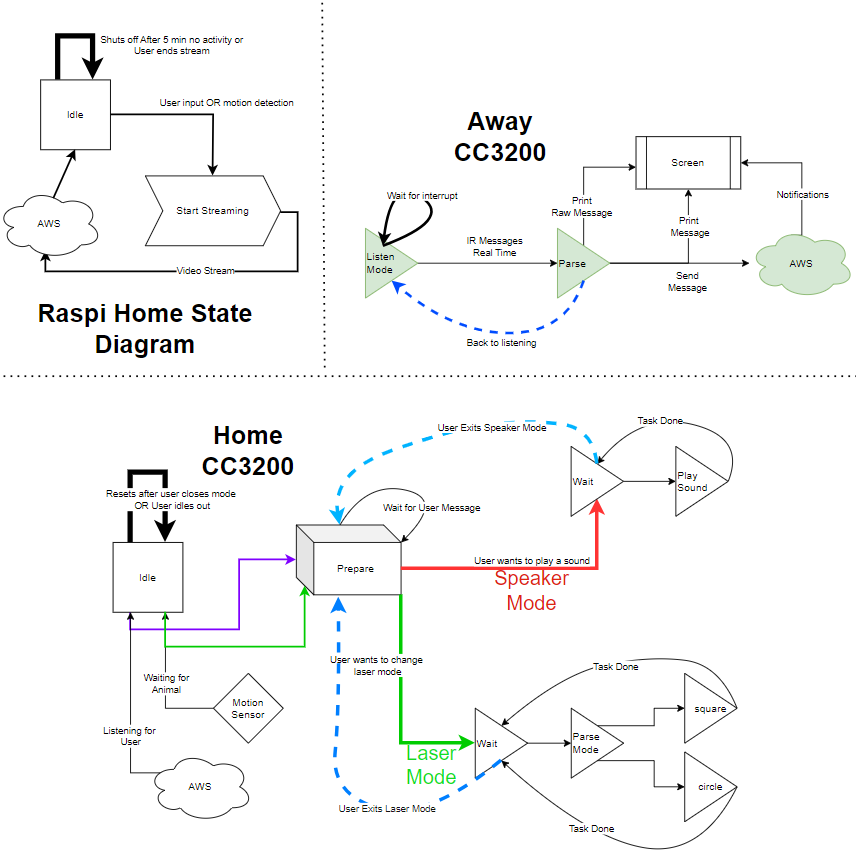 Shuts off After 5 min no activity or
User ends stream
Idle
User input OR motion detection
Start Streaming
AWS
Video Stream
Raspi Home State
Diagram
Away
CC3200
Screen
Wait for interrupt
Print
Raw Message
Print
Message
Notifications
Listen
Mode
IR Messages
Real Time
Parse
Send
Message
AWS
Back to listening
Home
CC3200
Resets after user closes mode
OR User idles out
Idle
User Exits Speaker Mode
Wait for User Message
Prepare
Task Done
Wait
Play
Sound
User wants to play a sound
Speaker
Mode
User wants to change
laser mode
Waiting for
Animal
Motion
Sensor
Listening for
User
AWS
Laser
Mode
User Exits Laser Mode
Wait
Task Done
Parse
Mode
square
circle
Task Done